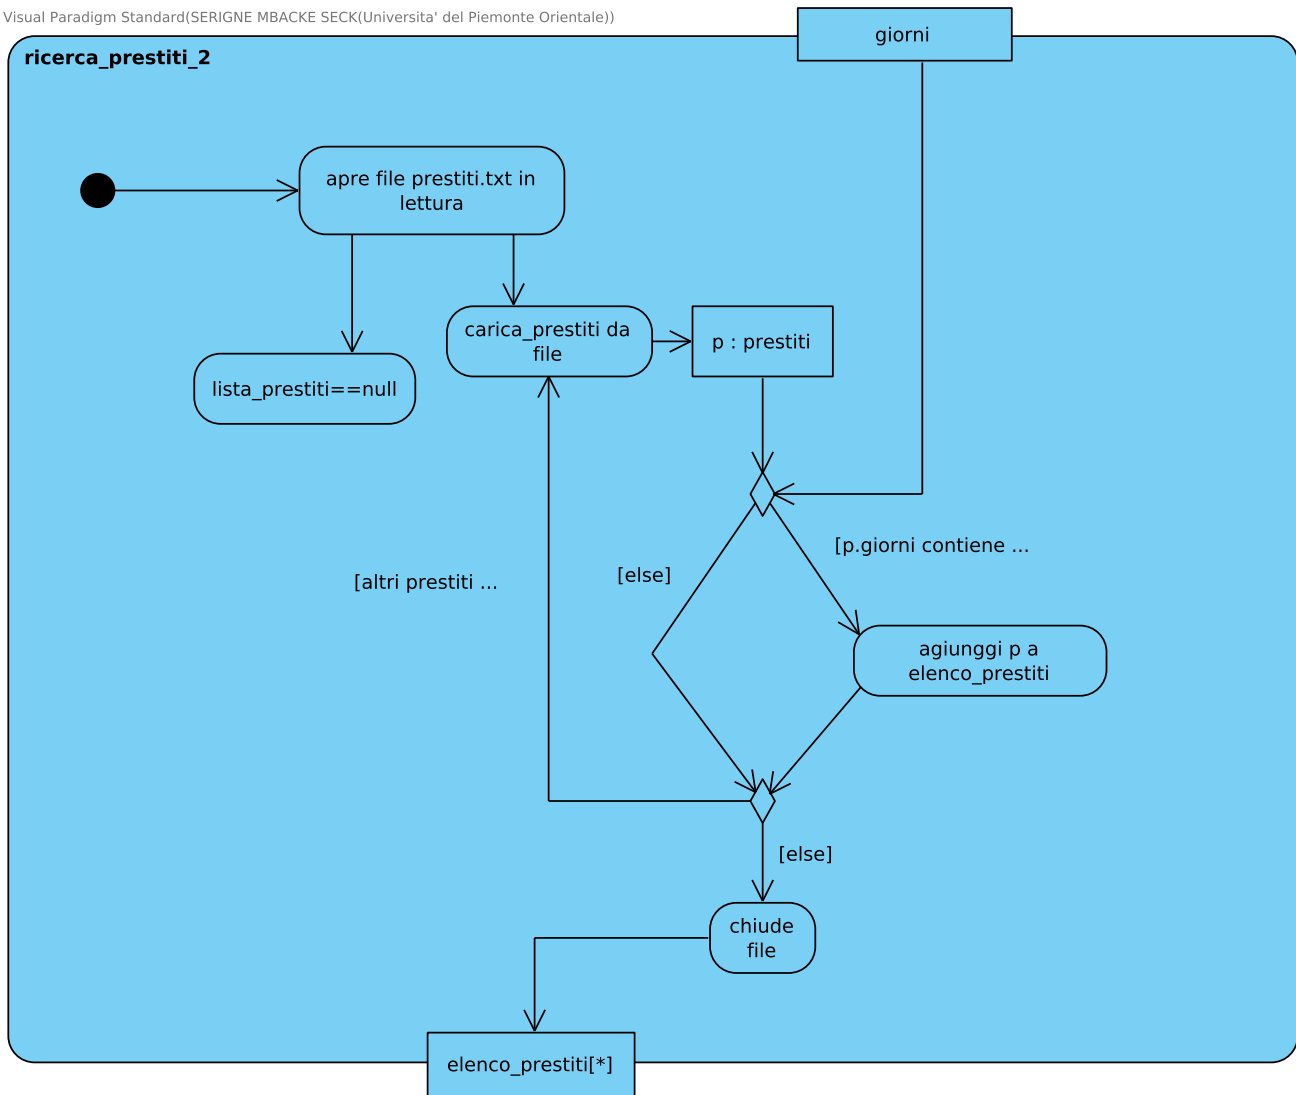 Visual Paradigm Standard(SERIGNE MBACKE SECK(Universita' del Piemonte Orientale))
giorni
ricerca_prestiti_2
apre file prestiti.txt in
lettura
carica_prestiti da
file
p : prestiti
lista_prestiti==null
[p.giorni contiene ...
[else]
[altri prestiti ...
agiunggi p a
elenco_prestiti
[else]
chiude
file
elenco_prestiti[*]